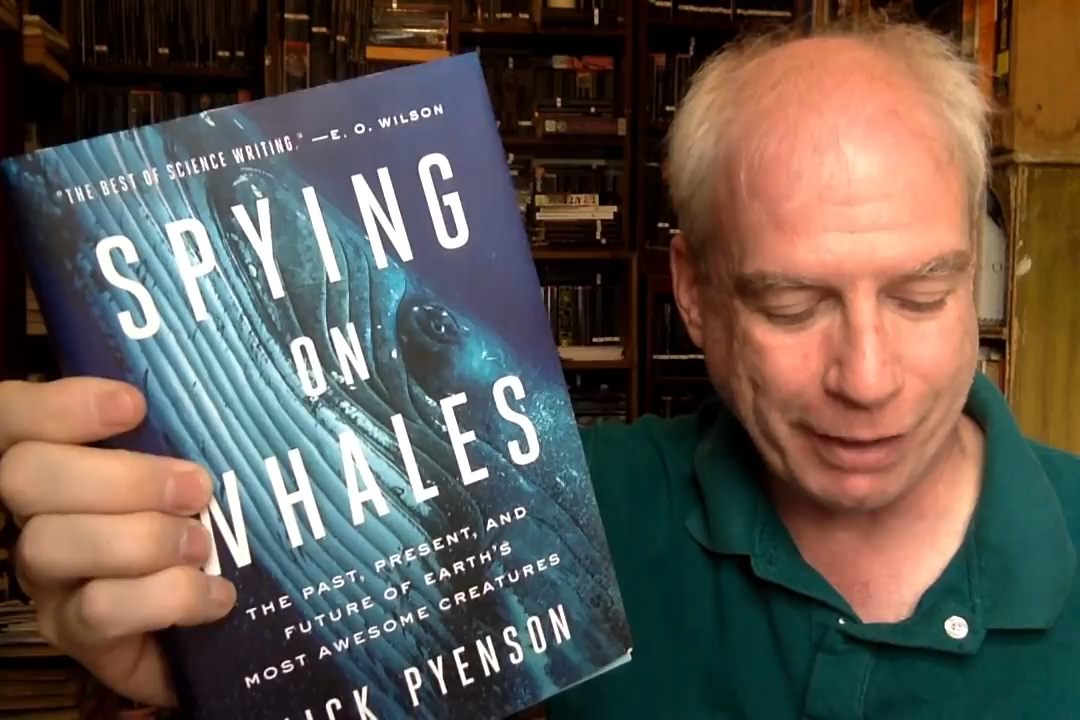 "THE BEST OF SCIENCE WRITING." —E. O. WILSON
SPYING
ON
WHALES
THE PAST, PRESENT, AND
FUTURE OF EARTH'S
MOST AWESOME CREATURES
NICK PYENSON